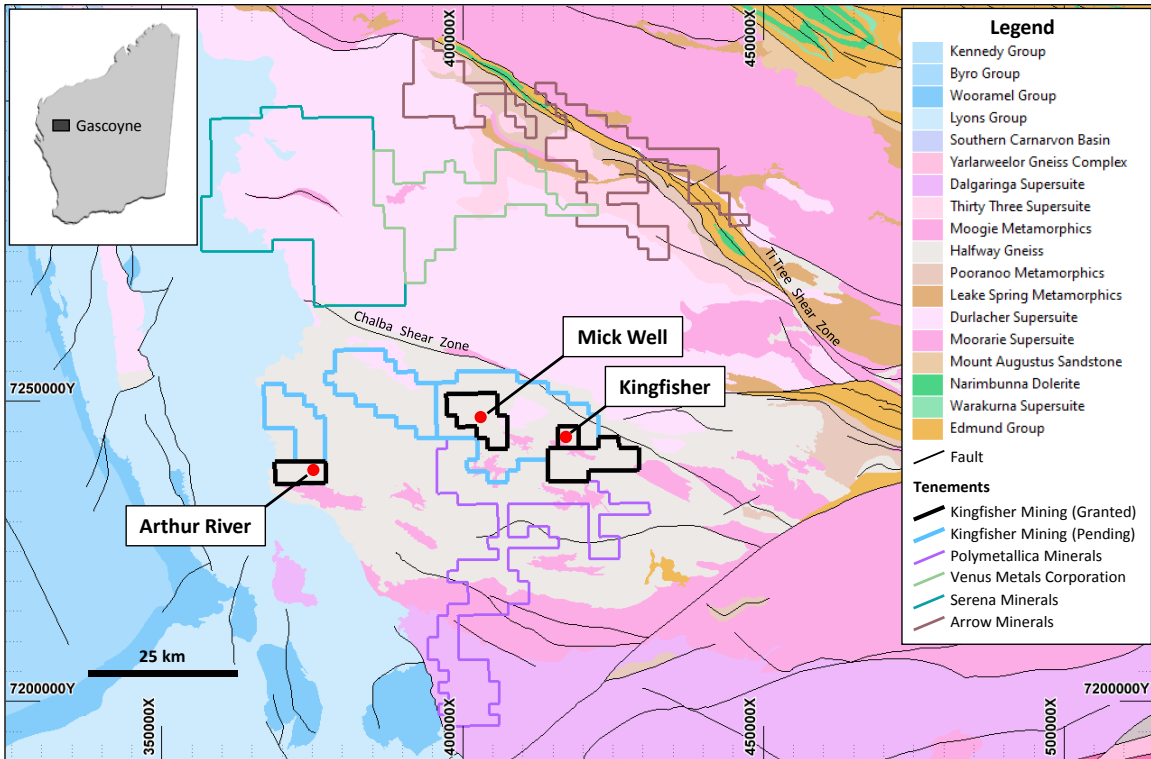 Gascoyne
400000X
450000X
Legend
Kennedy Group
Byro Group
Wooramel Group
Lyons Group
Southern Carnarvon Basin
Yarlarweelor Gneiss Complex
Dalgaringa Supersuite
Thirty Three Supersuite
Moogie Metamorphics
Halfway Gneiss
Pooranoo Metamorphics
Leake Spring Metamorphics
Durlacher Supersuite
Moorarie Supersuite
Mount Augustus Sandstone
Narimbunna Dolerite
Warakurna Supersuite
Edmund Group
Fault
Tenements
Kingfisher Mining (Granted)
Kingfisher Mining (Pending)
Polymetallica Minerals
Venus Metals Corporation
Serena Minerals
Arrow Minerals
Ti Tree Shear Zone
Chalba Shear Zone
Mick Well
Kingfisher
7250000Y
Arthur River
25 km
7200000Y
7200000Y
350000X
400000X
450000X
500000X